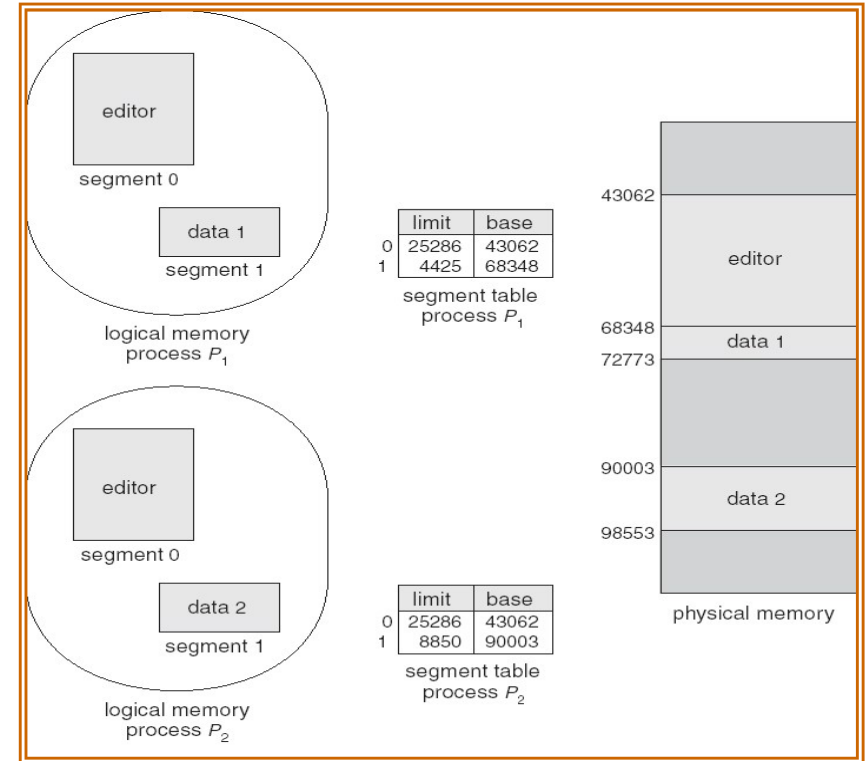 editor
segment 0
data 1
segment 1
logical memory
process P1
limit base
0 25286 43062
1 4425 68348
segment table
process P1
editor
segment 0
data 2
segment 1
logical memory
process P2
limit base
0 25286 43062
1 8850 90003
segment table
process P2
43062
editor
68348
data 1
72773
90003
data 2
98553
physical memory